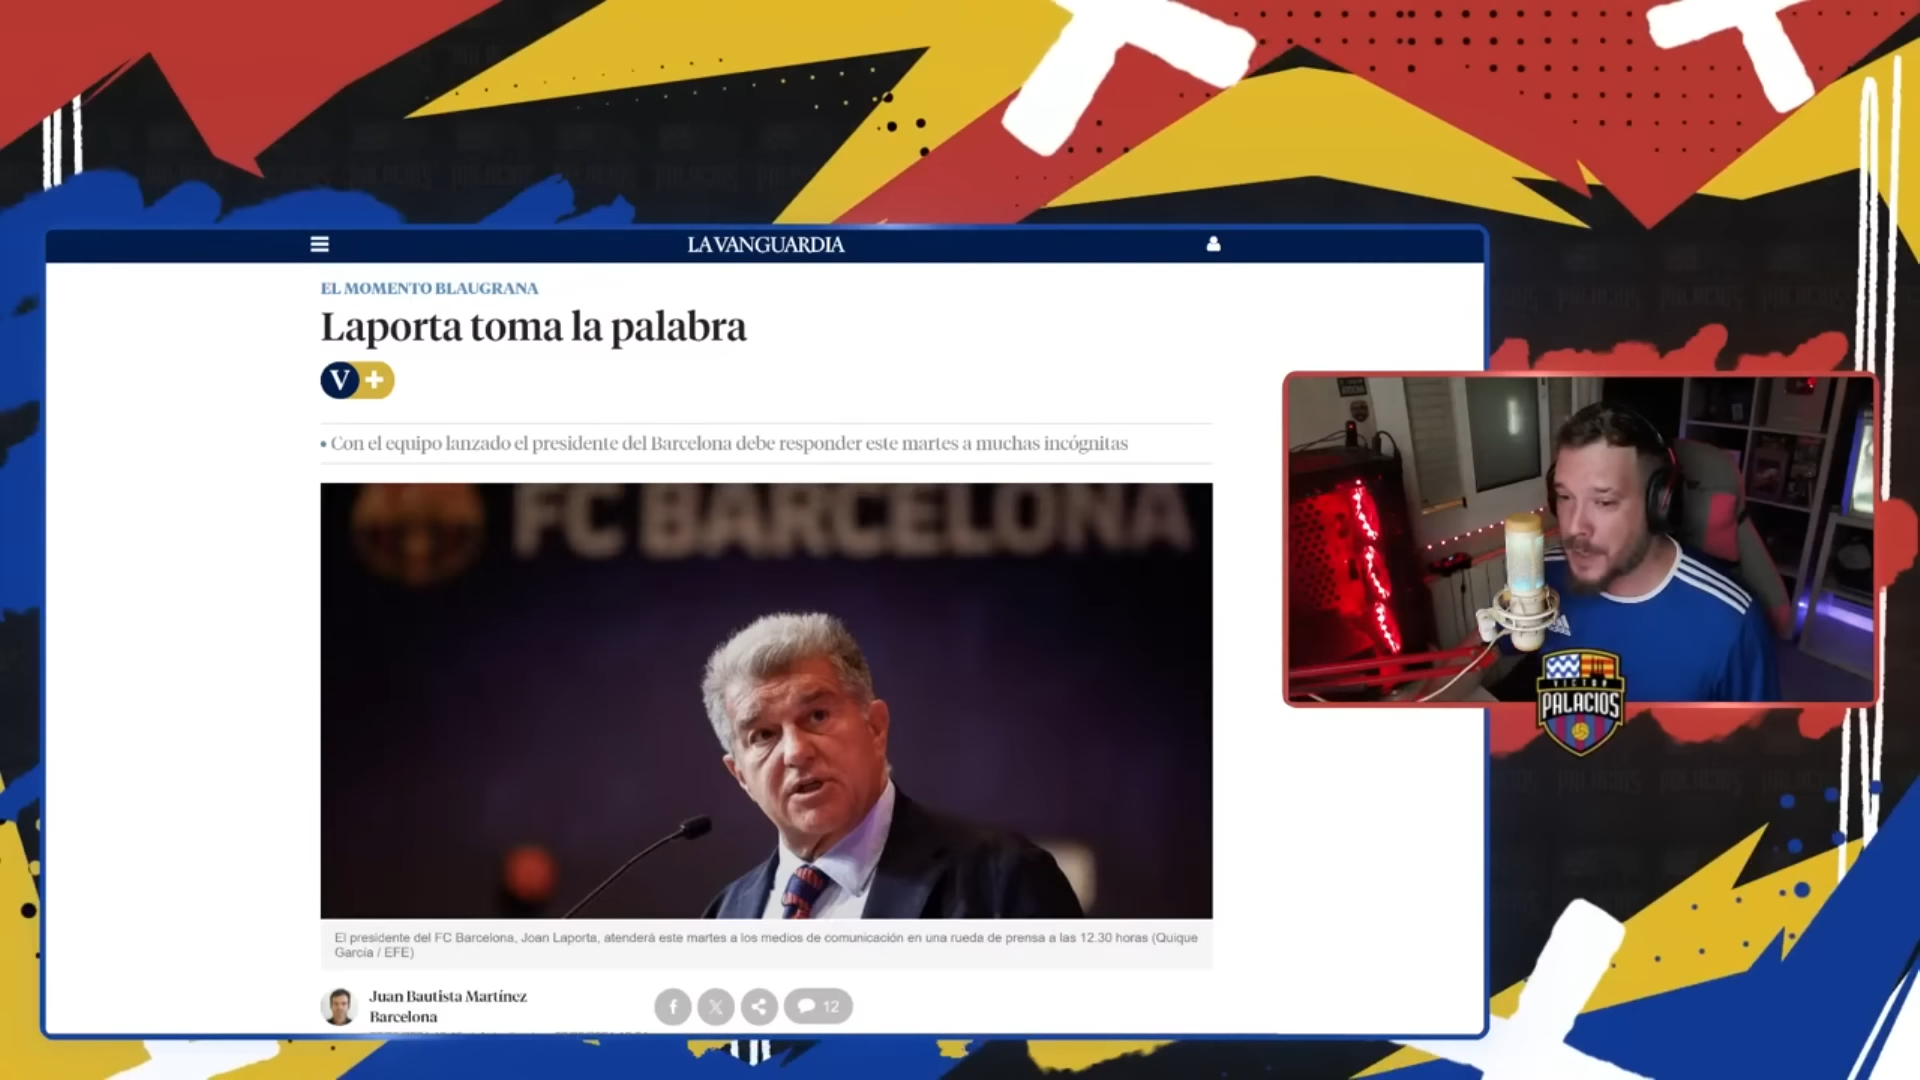 LA VANGUARDIA
EL MOMENTO BLAUGRANA
Laporta toma la palabra
V +
• Con el equipo lanzado el presidente del Barcelona debe responder este martes a muchas incógnitas
FC BARCELONA
El presidente del FC Barcelona, Joan Laporta, atenderá este martes a los medios de comunicación en una rueda de prensa a las 12.30 horas (Quique
García / EFE)
Juan Bautista Martínez
Barcelona
12
VICTOR
PALACIOS